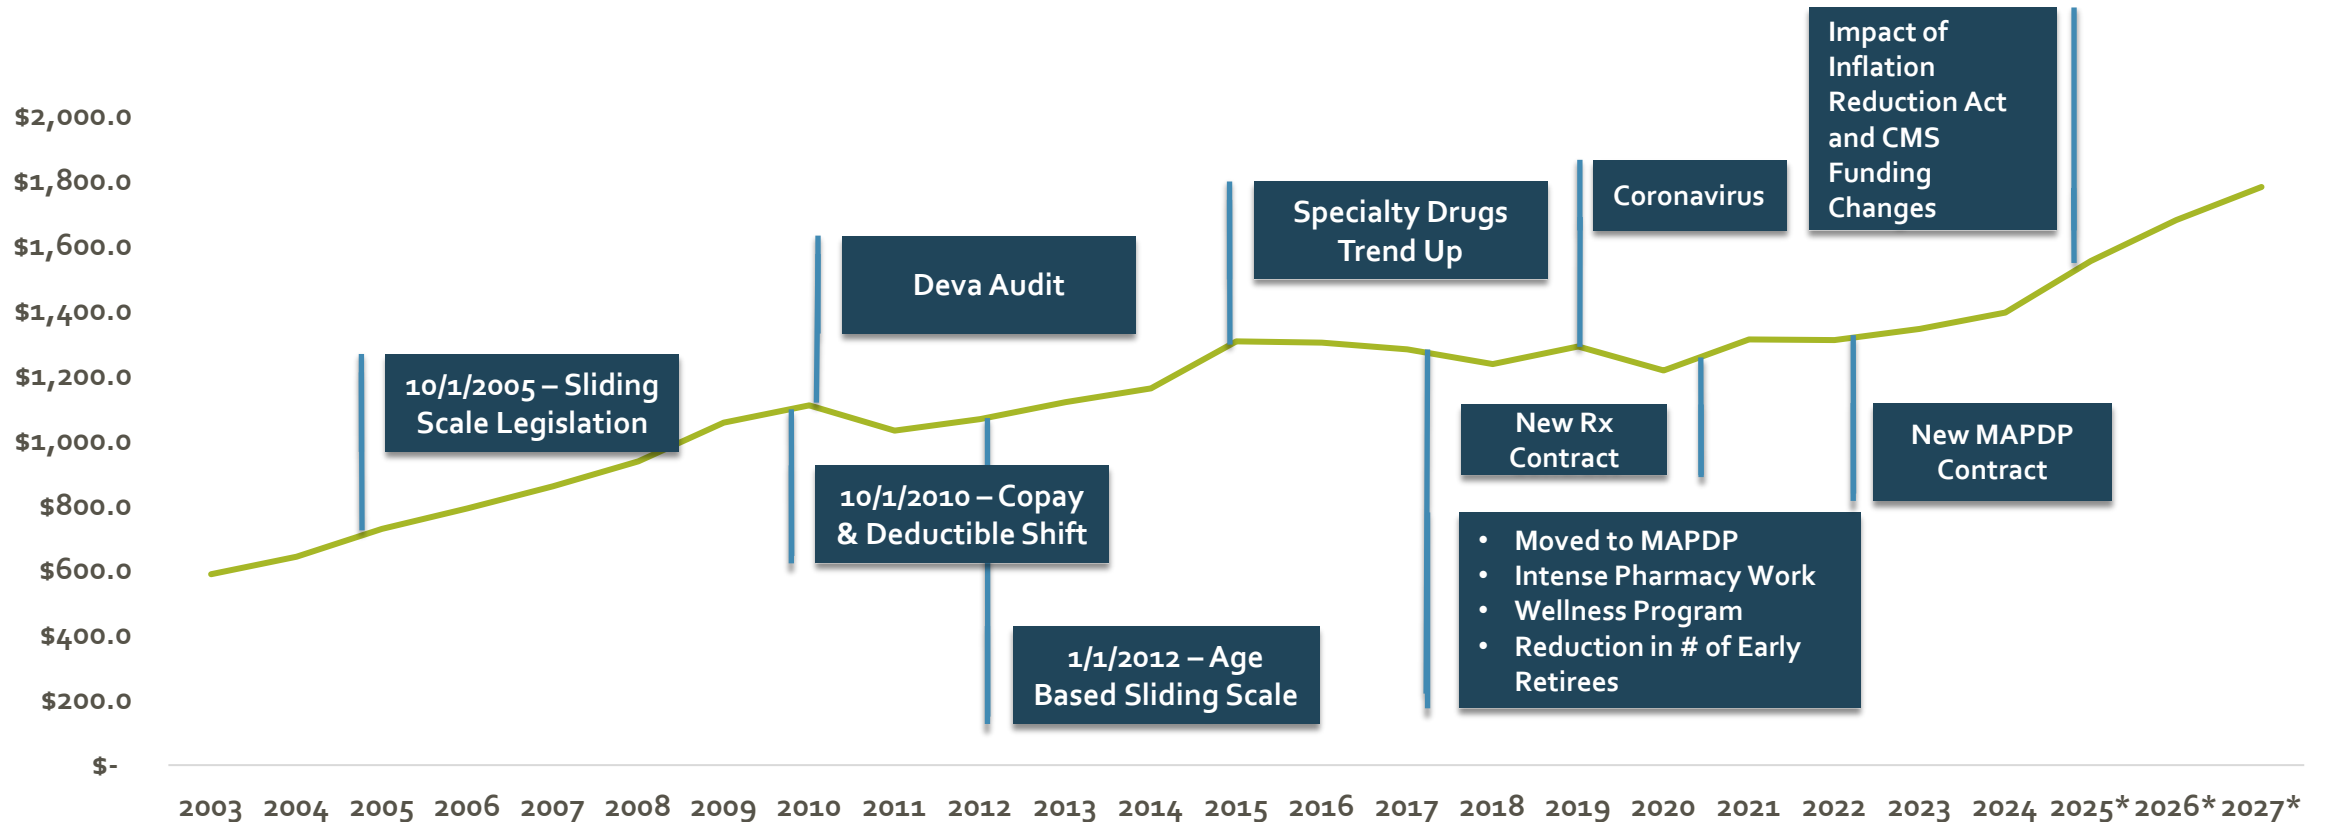 Impact of
Inflation
Reduction Act
and CMS
Funding
Changes
$2,000.0
$1,800.0
$1,600.0
$1,400.0
$1,200.0
$1,000.0
$800.0
$600.0
$400.0
$200.0
$-
Coronavirus
Specialty Drugs
Trend Up
Deva Audit
10/1/2005 – Sliding
Scale Legislation
New Rx
Contract
New MAPDP
Contract
10/1/2010 – Copay
& Deductible Shift
• Moved to MAPDP
• Intense Pharmacy Work
• Wellness Program
• Reduction in # of Early
Retirees
1/1/2012 – Age
Based Sliding Scale
2003 2004 2005 2006 2007 2008 2009 2010 2011 2012 2013 2014 2015 2016 2017 2018 2019 2020 2021 2022 2023 2024 2025* 2026* 2027*